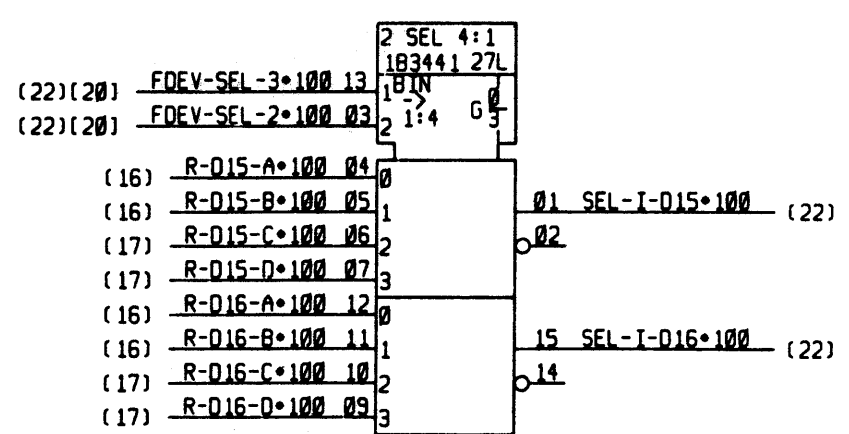 2 SEL 4:1
1B3441 27L
(22)[20] FDEV-SEL-3•100 13 1 BIN 0
-> G
(22)[20] FDEV-SEL-2•100 03 2 1:4 3
(16) R-D15-A•100 04 0
(16) R-D15-B•100 05 1 01 SEL-I-D15•100 (22)
(17) R-D15-C•100 06 2 02
(17) R-D15-D•100 07 3
(16) R-D16-A•100 12 0
(16) R-D16-B•100 11 1 15 SEL-I-D16•100 (22)
(17) R-D16-C•100 10 2 14
(17) R-D16-D•100 09 3